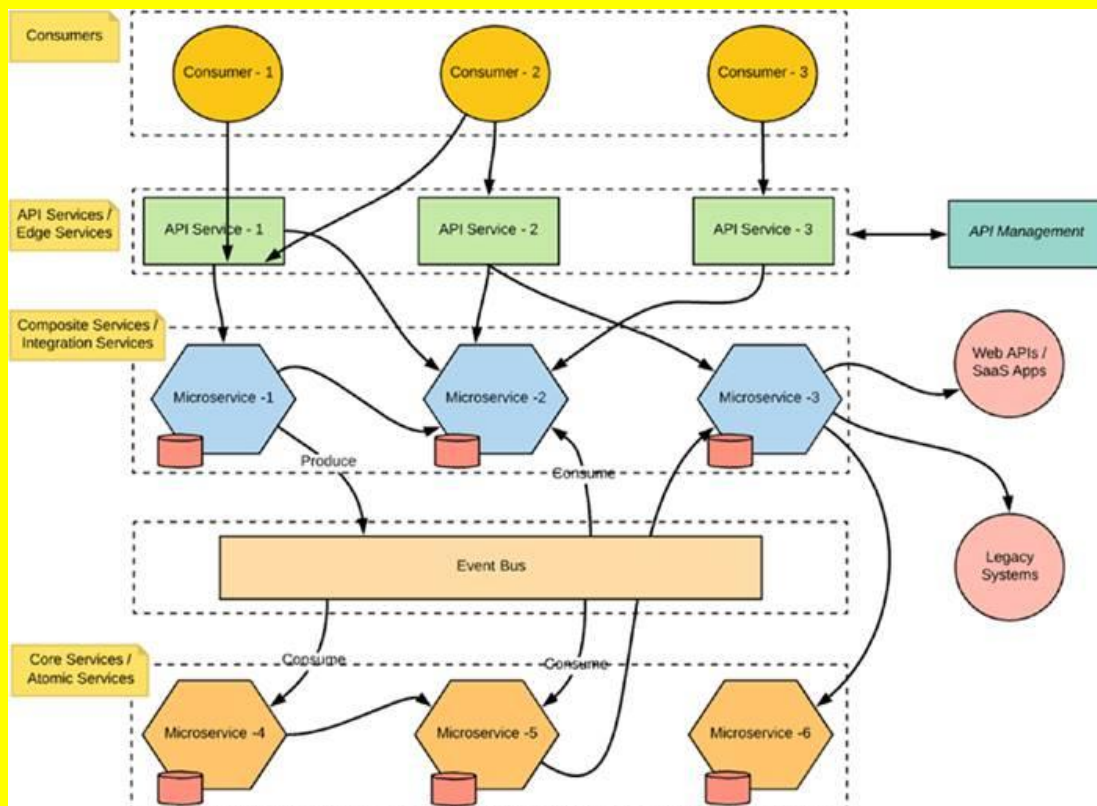 Consumers
Consumer - 1
Consumer - 2
Consumer - 3
API Services /
Edge Services
API Service - 1
API Service - 2
API Service - 3
API Management
Composite Services /
Integration Services
Microservice -1
Microservice -2
Microservice -3
Web APIs /
SaaS Apps
Produce
Consume
Event Bus
Legacy
Systems
Core Services /
Atomic Services
Consume
Consume
Microservice -4
Microservice -5
Microservice -6